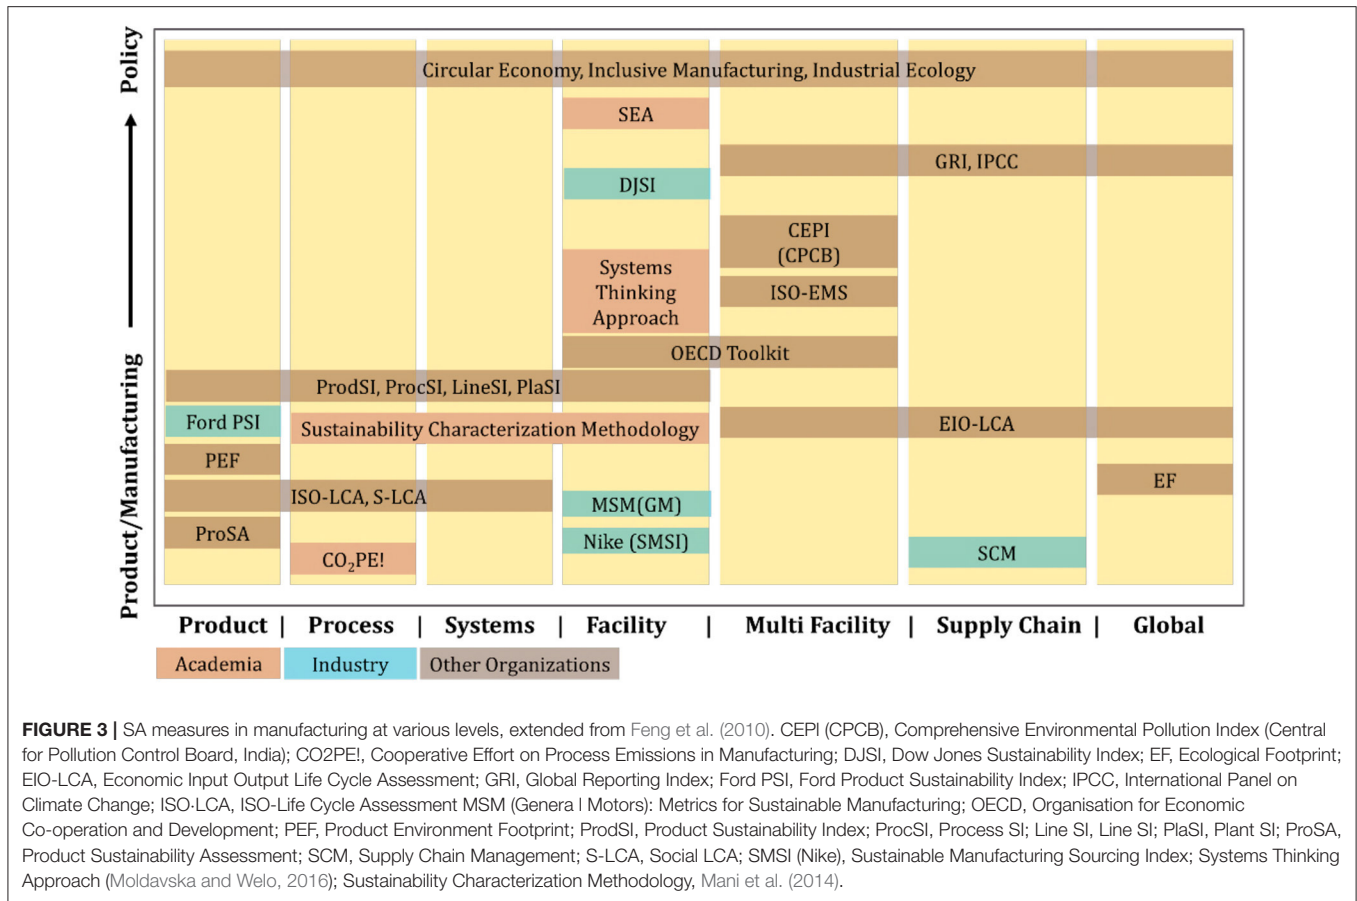 Policy
Product/Manufacturing
Circular Economy, Inclusive Manufacturing, Industrial Ecology
SEA
GRI, IPCC
DJSI
CEPI
(CPCB)
Systems
Thinking
Approach
ISO-EMS
OECD Toolkit
ProdSI, ProcSI, LineSI, PlaSI
Ford PSI
Sustainability Characterization Methodology
EIO-LCA
PEF
EF
ISO-LCA, S-LCA
MSM(GM)
ProSA
Nike (SMSI)
CO₂PE!
SCM
Product | Process | Systems | Facility | Multi Facility | Supply Chain | Global
Academia Industry Other Organizations
FIGURE 3 | SA measures in manufacturing at various levels, extended from Feng et al. (2010). CEPI (CPCB), Comprehensive Environmental Pollution Index (Central
for Pollution Control Board, India); CO2PE!, Cooperative Effort on Process Emissions in Manufacturing; DJSI, Dow Jones Sustainability Index; EF, Ecological Footprint;
EIO-LCA, Economic Input Output Life Cycle Assessment; GRI, Global Reporting Index; Ford PSI, Ford Product Sustainability Index; IPCC, International Panel on
Climate Change; ISO·LCA, ISO-Life Cycle Assessment MSM (Genera l Motors): Metrics for Sustainable Manufacturing; OECD, Organisation for Economic
Co-operation and Development; PEF, Product Environment Footprint; ProdSI, Product Sustainability Index; ProcSI, Process SI; Line SI, Line SI; PlaSI, Plant SI; ProSA,
Product Sustainability Assessment; SCM, Supply Chain Management; S-LCA, Social LCA; SMSI (Nike), Sustainable Manufacturing Sourcing Index; Systems Thinking
Approach (Moldavska and Welo, 2016); Sustainability Characterization Methodology, Mani et al. (2014).